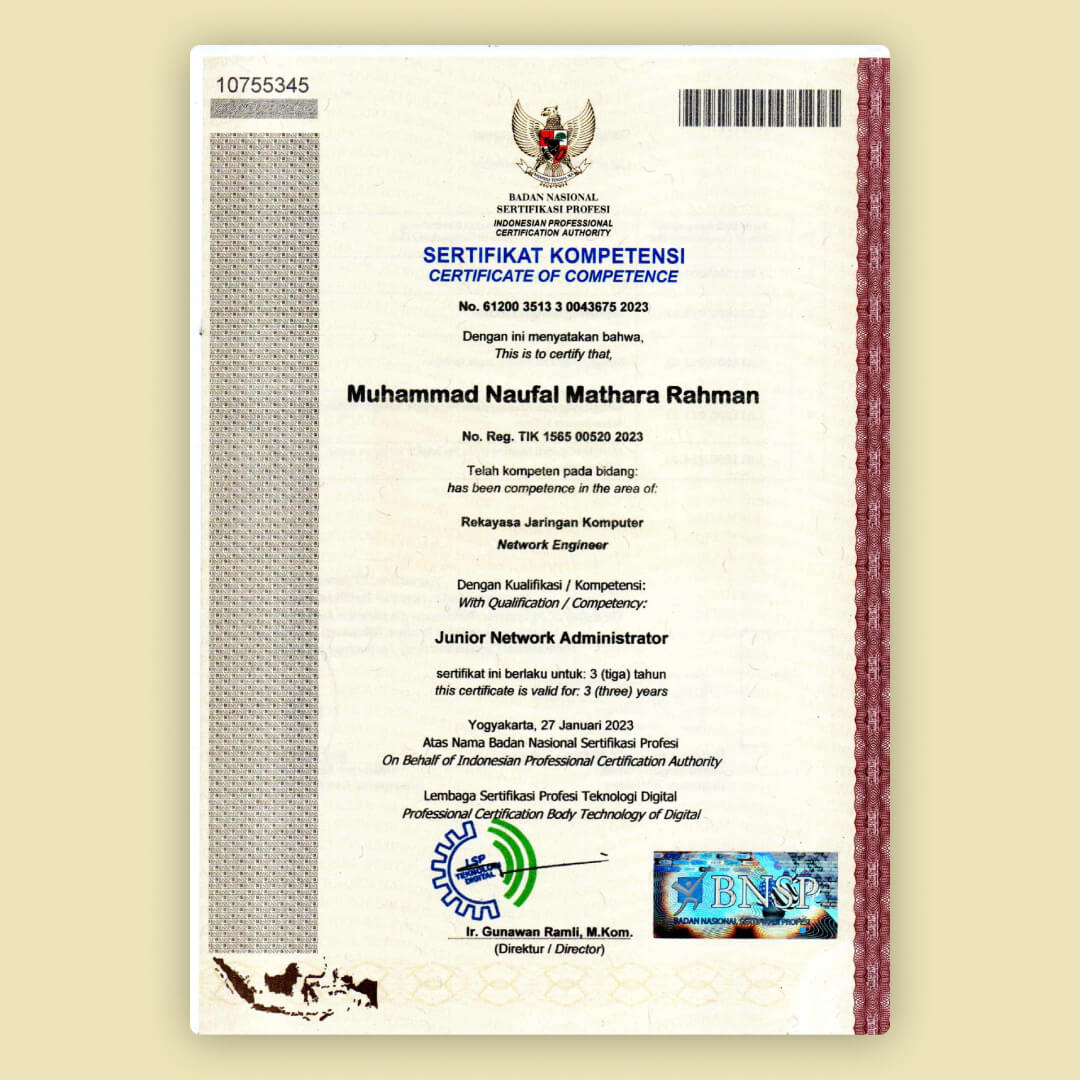 10755345
BADAN NASIONAL
SERTIFIKASI PROFESI
INDONESIAN PROFESSIONAL
CERTIFICATION AUTHORITY
SERTIFIKAT KOMPETENSI
CERTIFICATE OF COMPETENCE
No. 61200 3513 3 0043675 2023
Dengan ini menyatakan bahwa,
This is to certify that,
Muhammad Naufal Mathara Rahman
No. Reg. TIK 1565 00520 2023
Telah kompeten pada bidang:
has been competence in the area of:
Rekayasa Jaringan Komputer
Network Engineer
Dengan Kualifikasi / Kompetensi:
With Qualification / Competency:
Junior Network Administrator
sertifikat ini berlaku untuk: 3 (tiga) tahun
this certificate is valid for: 3 (three) years
Yogyakarta, 27 Januari 2023
Atas Nama Badan Nasional Sertifikasi Profesi
On Behalf of Indonesian Professional Certification Authority
Lembaga Sertifikasi Profesi Teknologi Digital
Professional Certification Body Technology of Digital
LSP
TEKNOLOGI
DIGITAL
BNSP
BADAN NASIONAL SERTIFIKASI PROFESI
Ir. Gunawan Ramli, M.Kom.
(Direktur / Director)